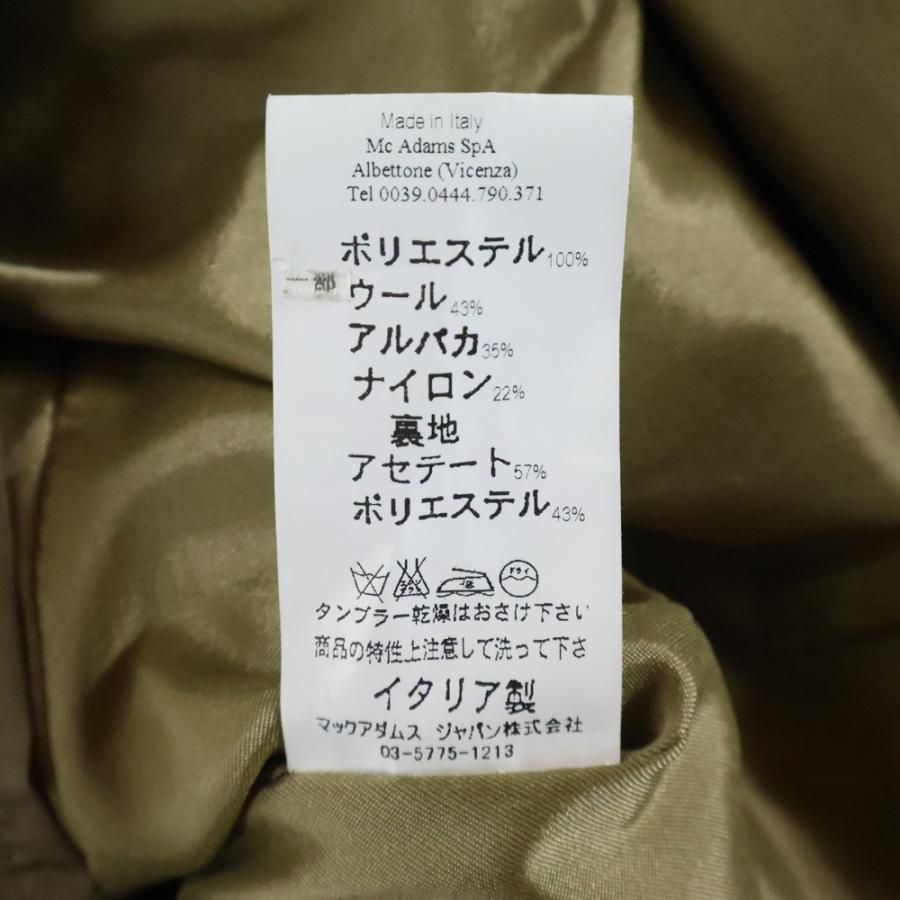 Made in Italy
Mc Adams SpA
Albettone (Vicenza)
Tel 0039.0444.790.371
ポリエステル100%
一部 ウール43%
アルパカ35%
ナイロン22%
裏地
アセテート57%
ポリエステル43%
ドライ
タンブラー乾燥はおさけ下さい
商品の特性上注意して洗って下さ
イタリア製
マックアダムス ジャパン株式会社
03-5775-1213